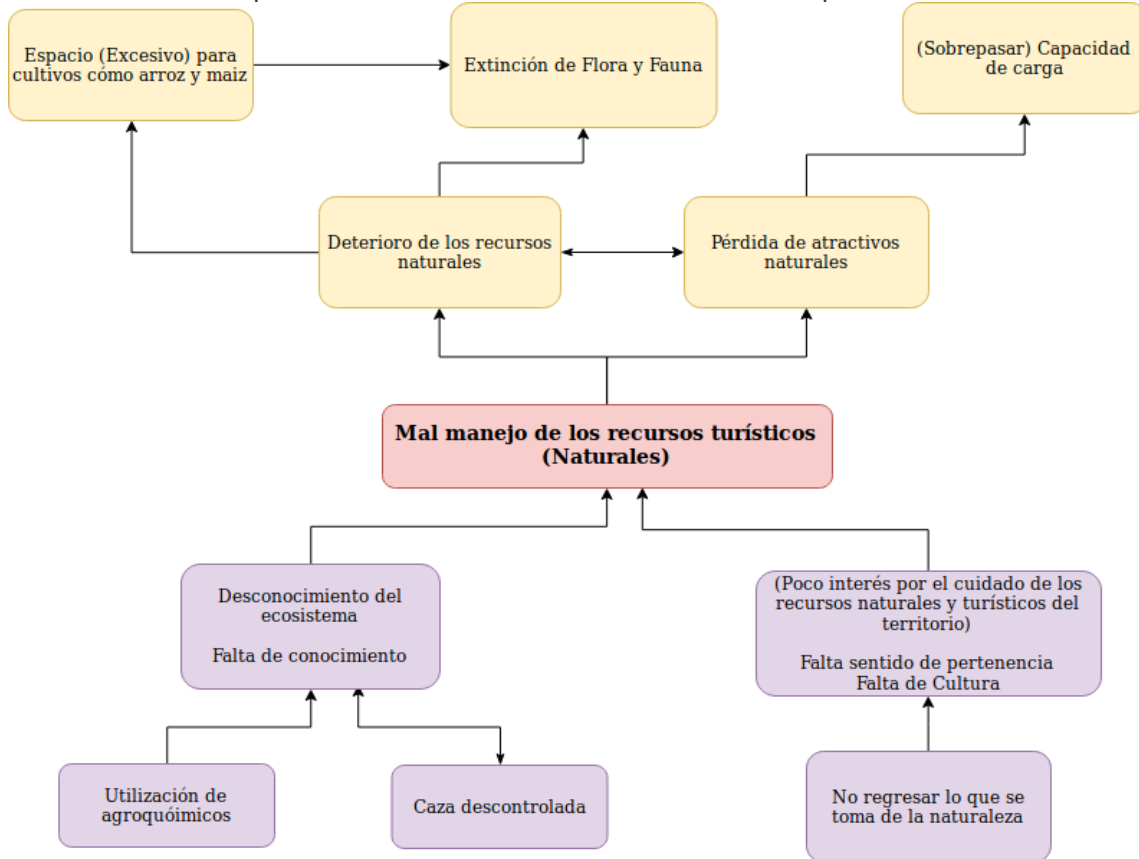 Espacio (Excesivo) para
cultivos cómo arroz y maiz
Extinción de Flora y Fauna
(Sobrepasar) Capacidad
de carga
Deterioro de los recursos
naturales
Pérdida de atractivos
naturales
Mal manejo de los recursos turísticos
(Naturales)
Desconocimiento del
ecosistema
Falta de conocimiento
(Poco interés por el cuidado de los
recursos naturales y turísticos del
territorio)
Falta sentido de pertenencia
Falta de Cultura
Utilización de
agroquóimicos
Caza descontrolada
No regresar lo que se
toma de la naturaleza